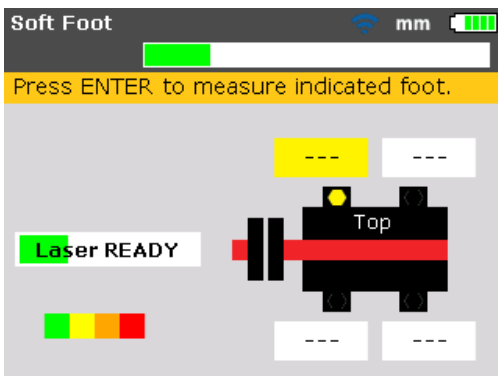 Soft Foot mm
Press ENTER to measure indicated foot.
--- ---
Top
Laser READY
--- ---